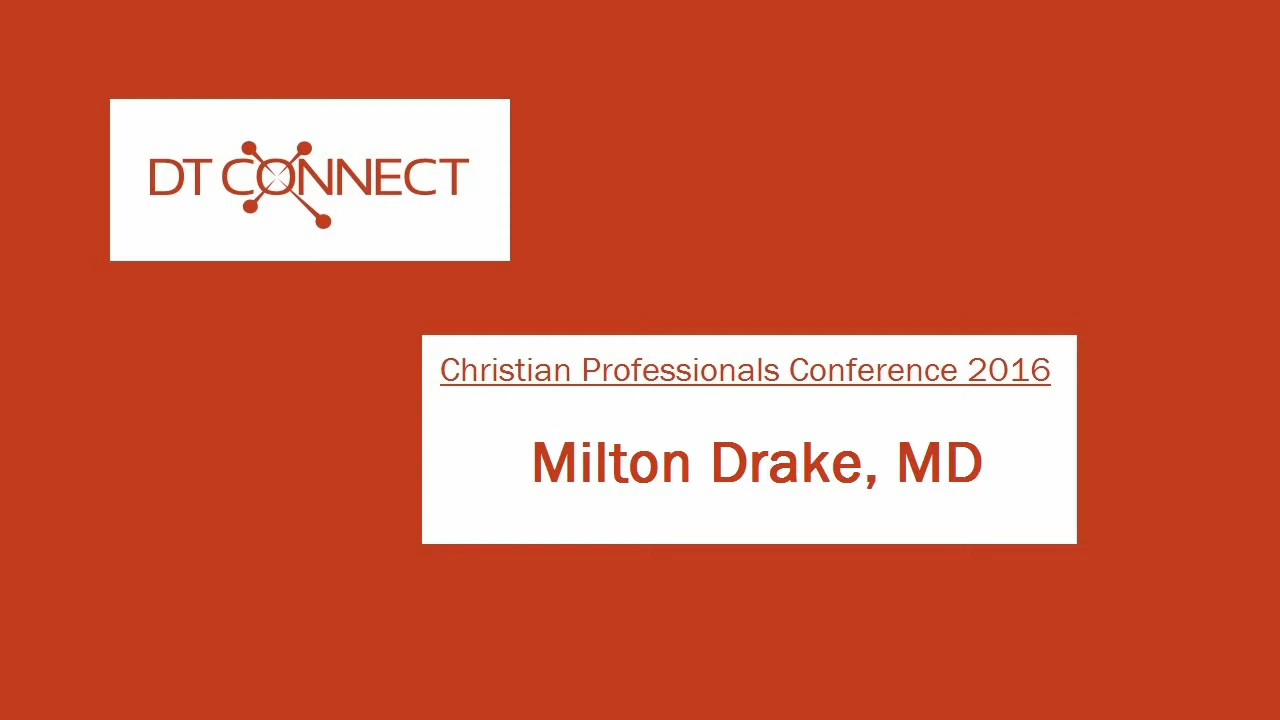 DT CONNECT
Christian Professionals Conference 2016
Milton Drake, MD